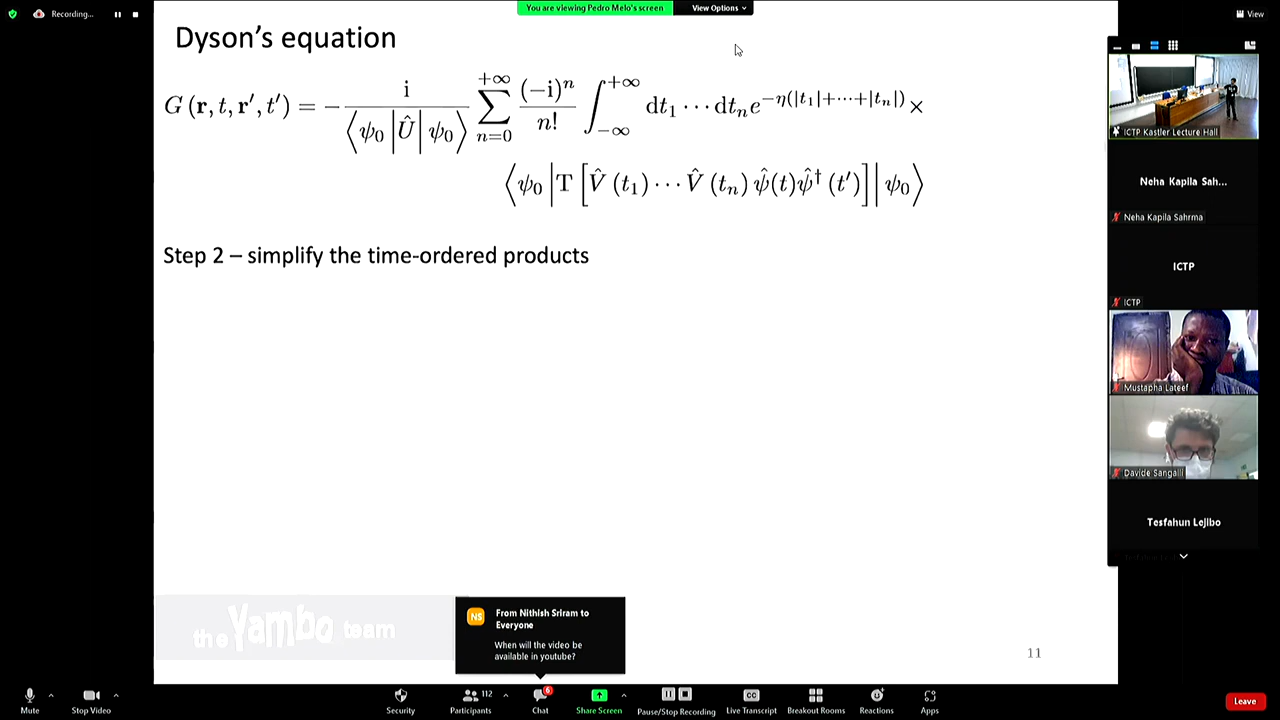 Recording...
You are viewing Pedro Melo's screen
View Options
View
Dyson's equation
G (r, t, r′, t′) = − i / ⟨ψ₀ |Û| ψ₀⟩ ∑_{n=0}^{+∞} (−i)ⁿ / n! ∫_{−∞}^{+∞} dt₁ ⋯ dtₙ e^{−η(|t₁|+⋯+|tₙ|)} ×
⟨ψ₀ |T [V̂ (t₁) ⋯ V̂ (tₙ) ψ̂(t)ψ̂† (t′)]| ψ₀⟩
Step 2 – simplify the time-ordered products
ICTP Kastler Lecture Hall
Neha Kapila Sah...
Neha Kapila Sahrma
ICTP
ICTP
Mustapha Lateef
Davide Sangalli
Tesfahun Lejibo
the Yambo team
NS
From Nithish Sriram to
Everyone
When will the video be
available in youtube?
11
Mute
Stop Video
Security
112
Participants
6
Chat
Share Screen
Pause/Stop Recording
CC
Live Transcript
Breakout Rooms
Reactions
Apps
Leave